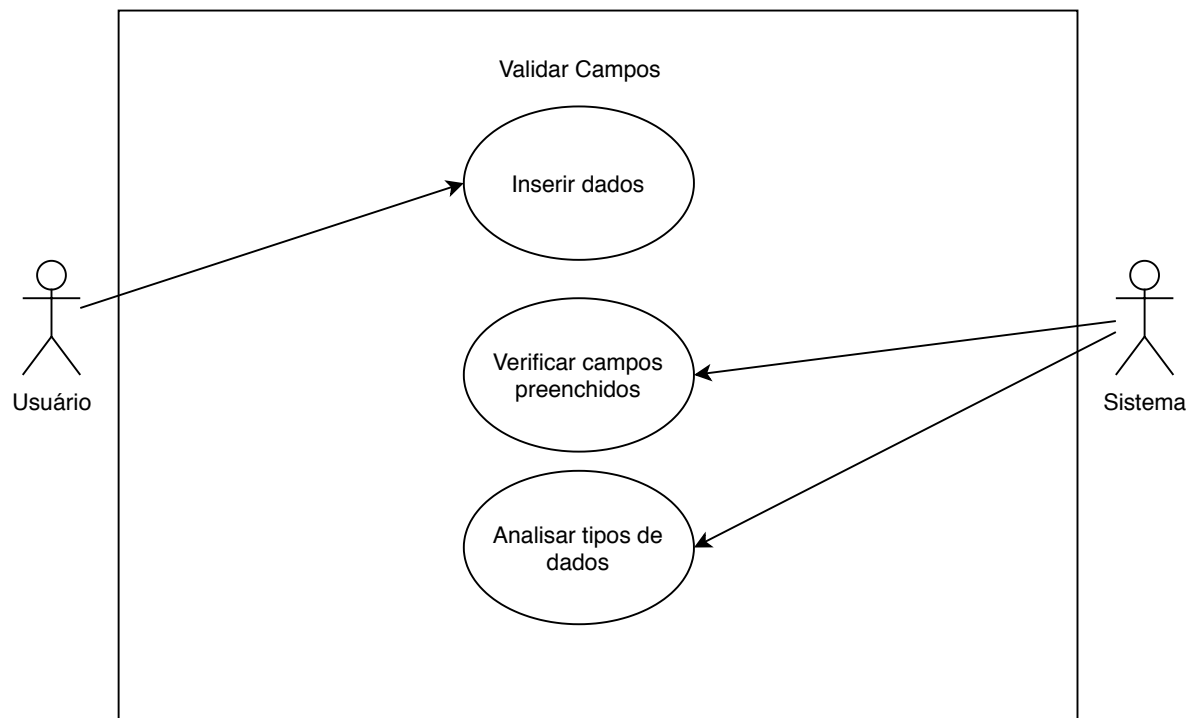 Validar Campos
Inserir dados
Verificar campos
preenchidos
Usuário
Sistema
Analisar tipos de
dados